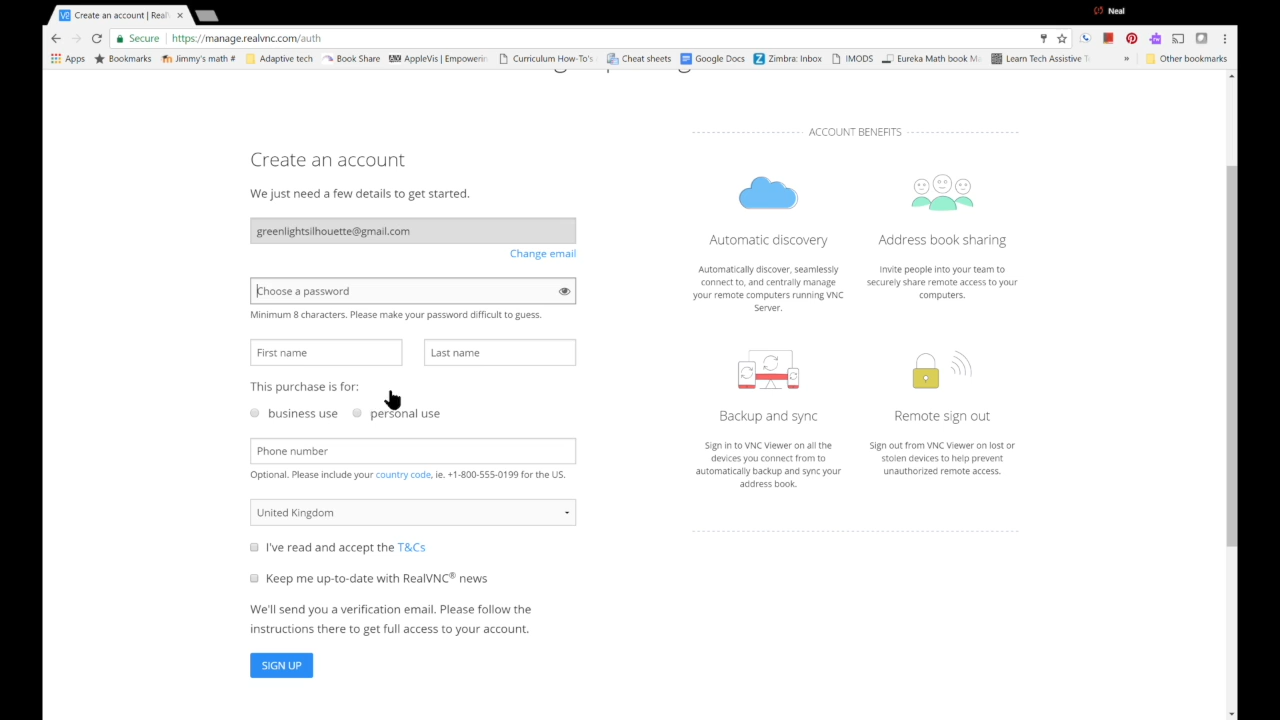 Create an account | Real
Neal
Secure | https://manage.realvnc.com/auth
Apps Bookmarks Jimmy's math # Adaptive tech Book Share AppleVis | Empowerin Curriculum How-To's Cheat sheets Google Docs Zimbra: Inbox IMODS Eureka Math book M Learn Tech Assistive T » Other bookmarks
ACCOUNT BENEFITS
Create an account
We just need a few details to get started.
greenlightsilhouette@gmail.com
Change email
Choose a password
Minimum 8 characters. Please make your password difficult to guess.
First name
Last name
This purchase is for:
business use personal use
Phone number
Optional. Please include your country code, ie. +1-800-555-0199 for the US.
United Kingdom
I've read and accept the T&Cs
Keep me up-to-date with RealVNC® news
We'll send you a verification email. Please follow the
instructions there to get full access to your account.
SIGN UP
Automatic discovery
Automatically discover, seamlessly
connect to, and centrally manage
your remote computers running VNC
Server.
Address book sharing
Invite people into your team to
securely share remote access to your
computers.
Backup and sync
Sign in to VNC Viewer on all the
devices you connect from to
automatically backup and sync your
address book.
Remote sign out
Sign out from VNC Viewer on lost or
stolen devices to help prevent
unauthorized remote access.